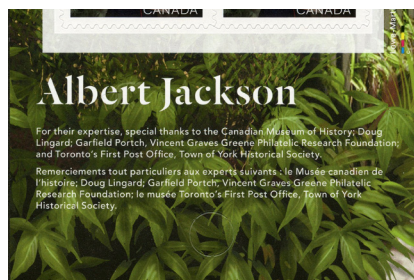 CANADA CANADA
Albert Jackson
For their expertise, special thanks to the Canadian Museum of History; Doug
Lingard; Garfield Portch, Vincent Graves Greene Philatelic Research Foundation;
and Toronto's First Post Office, Town of York Historical Society.
Remerciements tout particuliers aux experts suivants : le Musée canadien de
l'histoire; Doug Lingard; Garfield Portch, Vincent Graves Greene Philatelic
Research Foundation; le musée Toronto's First Post Office, Town of York
Historical Society.